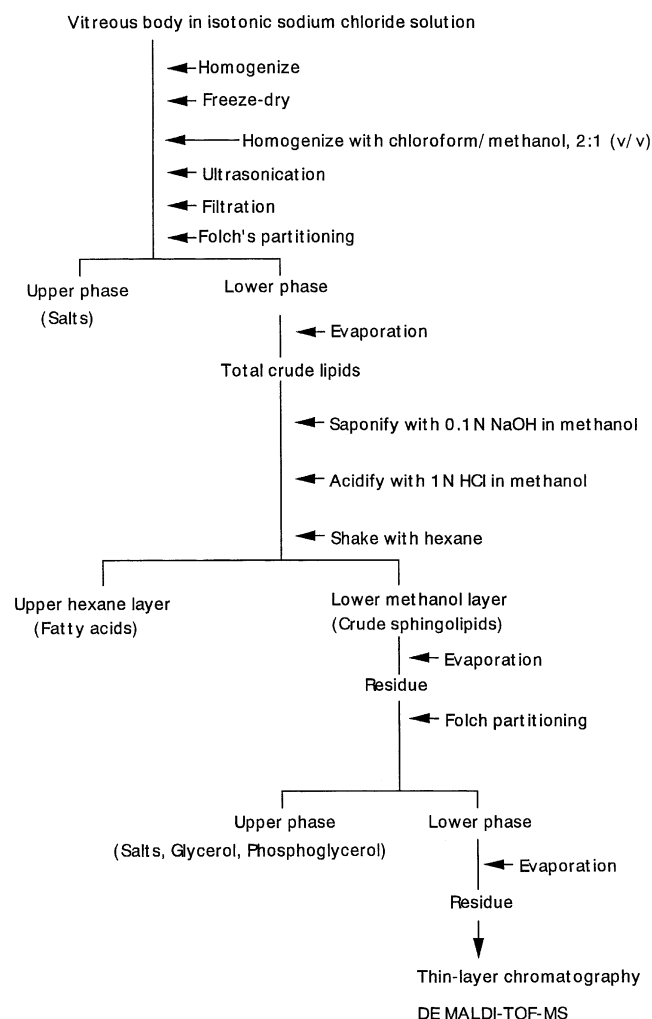 Vitreous body in isotonic sodium chloride solution
Homogenize
Freeze-dry
Homogenize with chloroform/ methanol, 2:1 (v/ v)
Ultrasonication
Filtration
Folch's partitioning
Upper phase
(Salts)
Lower phase
Evaporation
Total crude lipids
Saponify with 0.1N NaOH in methanol
Acidify with 1N HCl in methanol
Shake with hexane
Upper hexane layer
(Fatty acids)
Lower methanol layer
(Crude sphingolipids)
Evaporation
Residue
Folch partitioning
Upper phase
(Salts, Glycerol, Phosphoglycerol)
Lower phase
Evaporation
Residue
Thin-layer chromatography
DE MALDI-TOF-MS